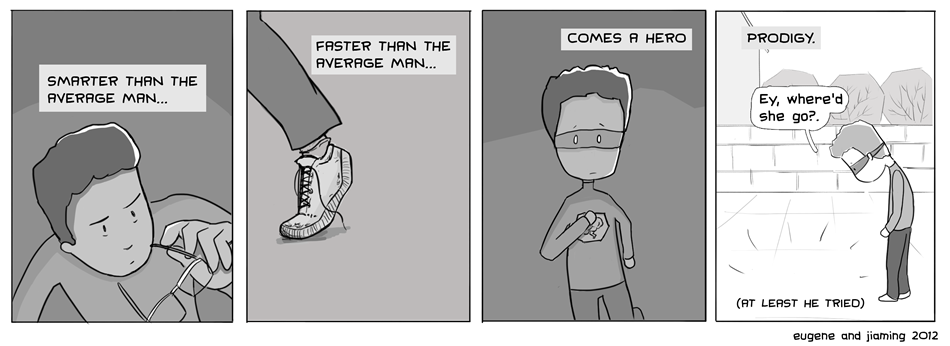 SMARTER THAN THE
AVERAGE MAN...
FASTER THAN THE
AVERAGE MAN...
COMES A HERO
PRODIGY.
Ey, where'd
she go?.
(AT LEAST HE TRIED)
eugene and jiaming 2012